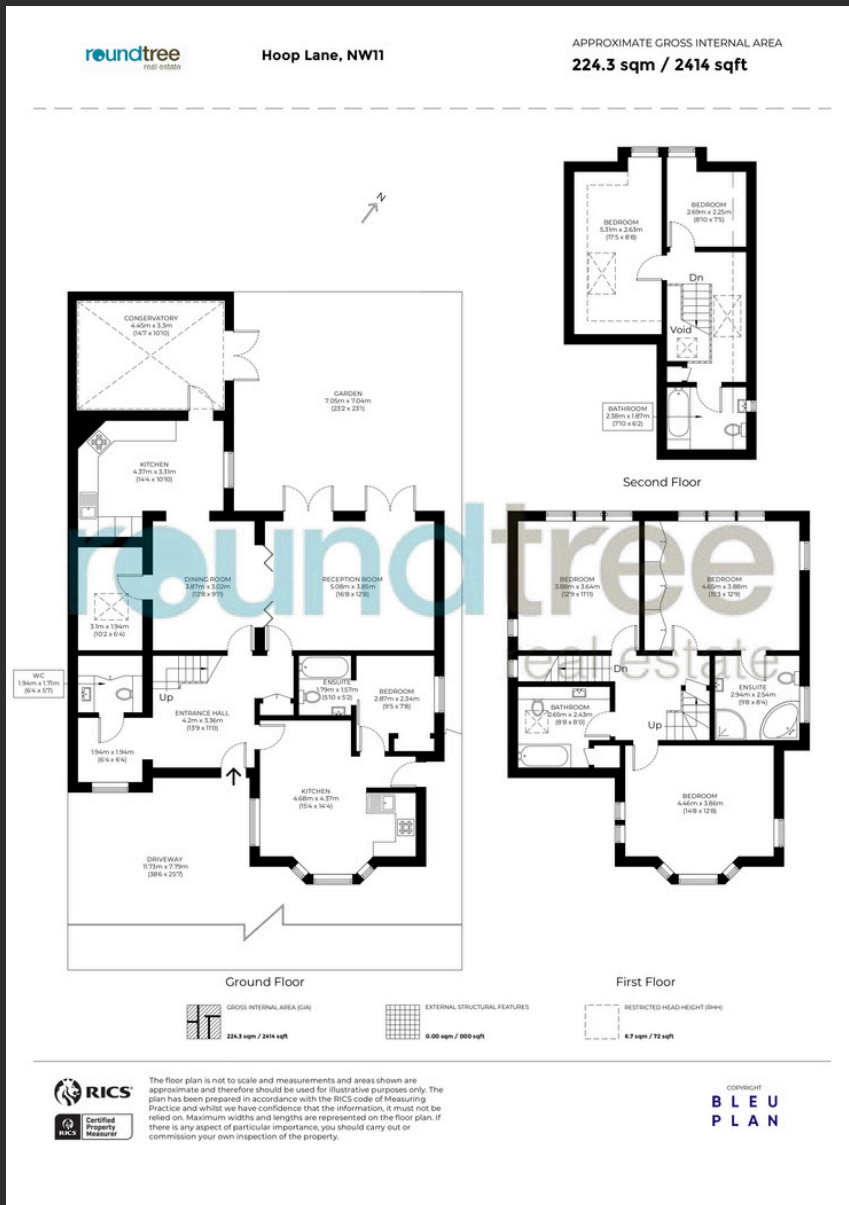 roundtree
real estate
Hoop Lane, NW11
APPROXIMATE GROSS INTERNAL AREA
224.3 sqm / 2414 sqft
N
BEDROOM
5.31m x 2.63m
(17'5 x 8'8)
BEDROOM
2.69m x 2.25m
(8'10 x 7'5)
Dn
Void
BATHROOM
2.38m x 1.87m
(7'10 x 6'2)
Second Floor
CONSERVATORY
4.45m x 3.3m
(14'7 x 10'10)
GARDEN
7.05m x 7.04m
(23'2 x 23'1)
KITCHEN
4.37m x 3.31m
(14'4 x 10'10)
DINING ROOM
3.87m x 3.02m
(12'8 x 9'11)
RECEPTION ROOM
5.08m x 3.85m
(16'8 x 12'8)
3.1m x 1.94m
(10'2 x 6'4)
WC
1.94m x 1.71m
(6'4 x 5'7)
Up
ENTRANCE HALL
4.2m x 3.36m
(13'9 x 11'0)
ENSUITE
1.79m x 1.57m
(5'10 x 5'2)
BEDROOM
2.87m x 2.34m
(9'5 x 7'8)
1.94m x 1.94m
(6'4 x 6'4)
KITCHEN
4.68m x 4.37m
(15'4 x 14'4)
DRIVEWAY
11.73m x 7.79m
(38'6 x 25'7)
Ground Floor
BEDROOM
3.88m x 3.64m
(12'9 x 11'11)
BEDROOM
4.65m x 3.88m
(15'3 x 12'9)
Dn
BATHROOM
2.65m x 2.43m
(8'8 x 8'0)
Up
ENSUITE
2.94m x 2.54m
(9'8 x 8'4)
BEDROOM
4.46m x 3.86m
(14'8 x 12'8)
First Floor
roundtree
real estate
GROSS INTERNAL AREA (GIA)
224.3 sqm / 2414 sqft
EXTERNAL STRUCTURAL FEATURES
0.00 sqm / 000 sqft
RESTRICTED HEAD HEIGHT (RHH)
6.7 sqm / 72 sqft
RICS
RICS
Certified
Property
Measurer
The floor plan is not to scale and measurements and areas shown are
approximate and therefore should be used for illustrative purposes only. The
plan has been prepared in accordance with the RICS code of Measuring
Practice and whilst we have confidence that the information, it must not be
relied on. Maximum widths and lengths are represented on the floor plan. If
there is any aspect of particular importance, you should carry out or
commission your own inspection of the property.
COPYRIGHT
BLEU
PLAN